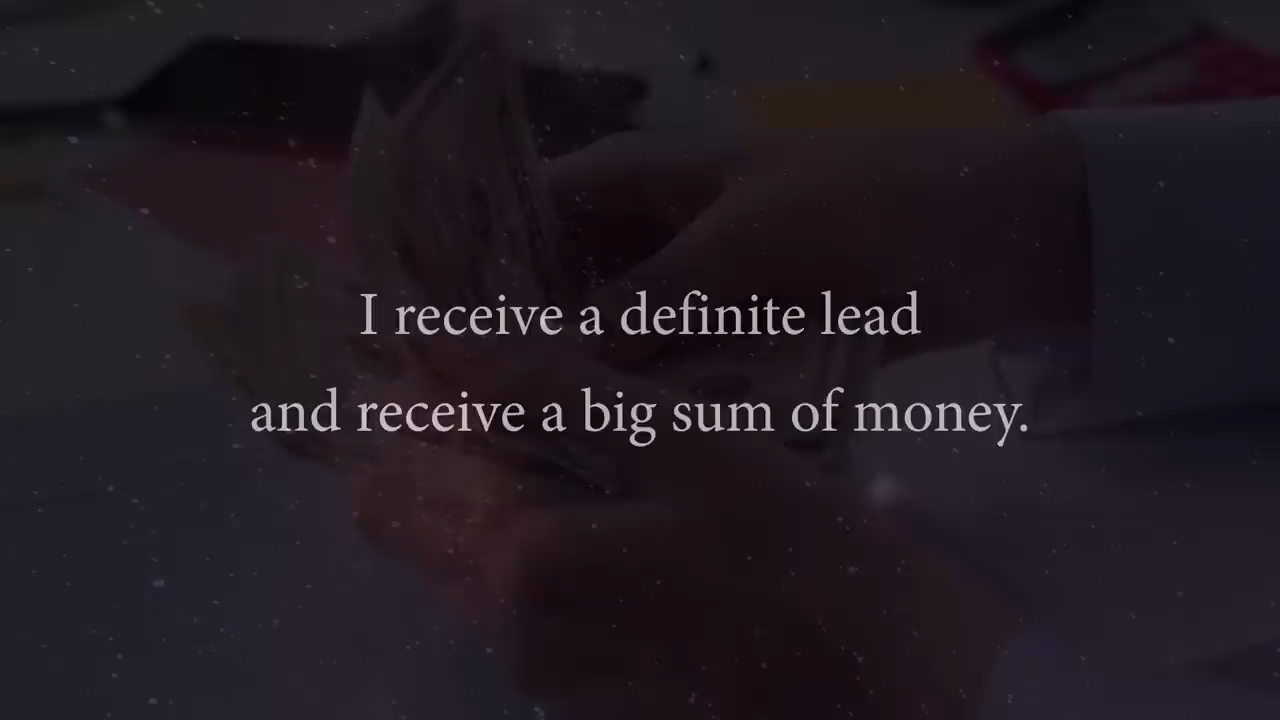 I receive a definite lead
and receive a big sum of money.